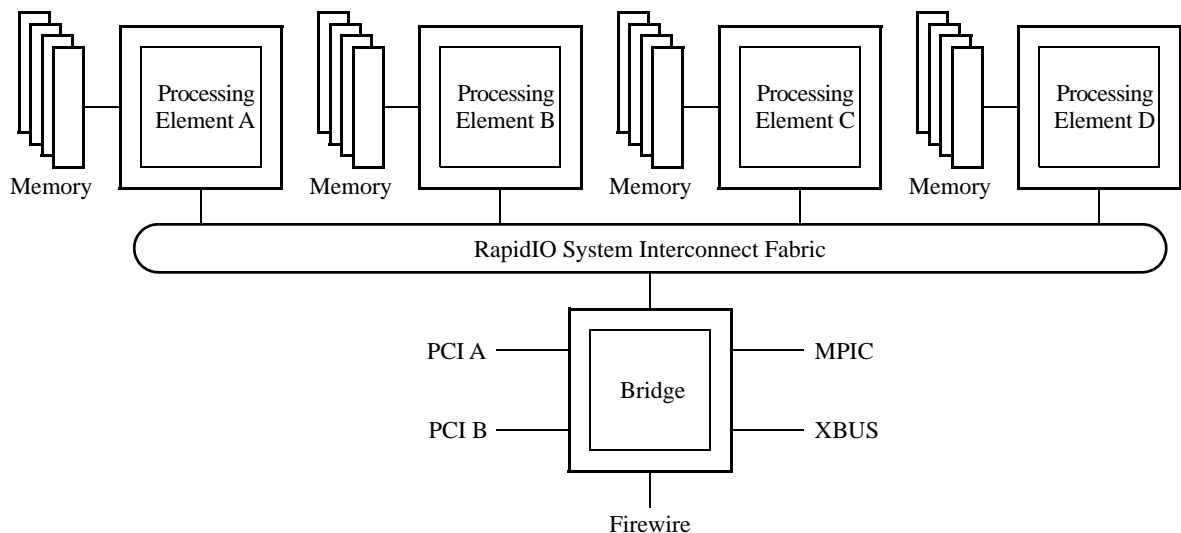 Processing
Element A
Processing
Element B
Processing
Element C
Processing
Element D
Memory
Memory
Memory
Memory
RapidIO System Interconnect Fabric
PCI A
MPIC
Bridge
PCI B
XBUS
Firewire